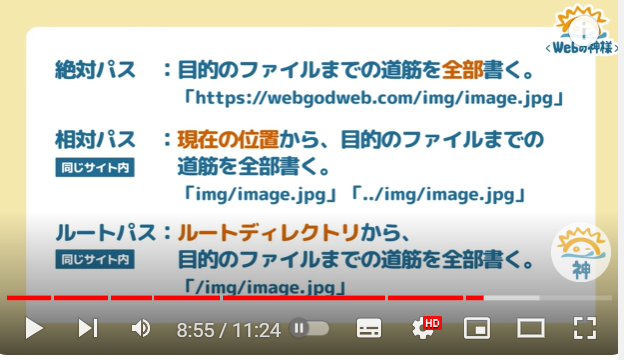 〈Webの神様〉
絶対パス ：目的のファイルまでの道筋を全部書く。
「https://webgodweb.com/img/image.jpg」
相対パス ：現在の位置から、目的のファイルまでの
同じサイト内 道筋を全部書く。
「img/image.jpg」「../img/image.jpg」
ルートパス：ルートディレクトリから、
同じサイト内 目的のファイルまでの道筋を全部書く。
「/img/image.jpg」
神
8:55 / 11:24
HD